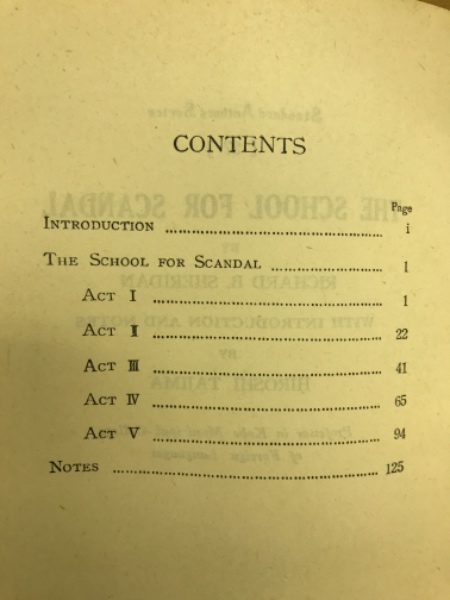 CONTENTS
Page
INTRODUCTION ........................................ i
THE SCHOOL FOR SCANDAL ........................ 1
ACT I ................................................ 1
ACT II ................................................ 22
ACT III ................................................ 41
ACT IV ................................................ 65
ACT V ................................................ 94
NOTES ................................................ 125